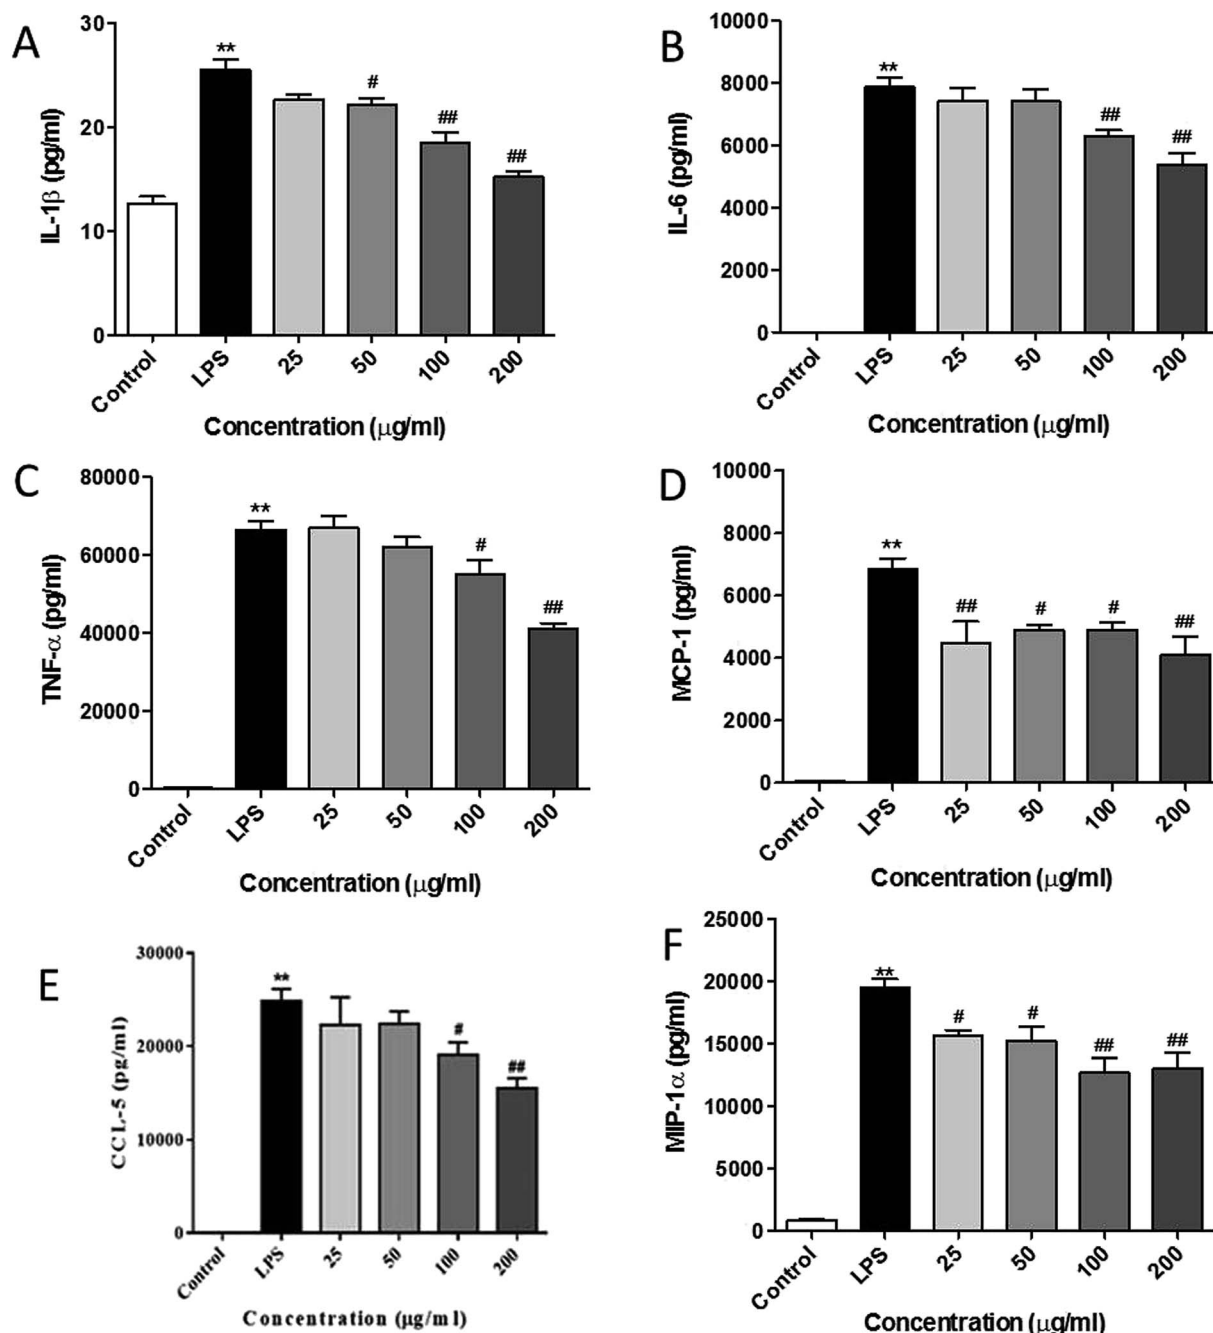 A
IL-1β (pg/ml)
30
20
10
0
**
#
##
##
Control
LPS
25
50
100
200
Concentration (μg/ml)
B
IL-6 (pg/ml)
10000
8000
6000
4000
2000
0
**
##
##
Control
LPS
25
50
100
200
Concentration (μg/ml)
C
TNF-α (pg/ml)
80000
60000
40000
20000
0
**
#
##
Control
LPS
25
50
100
200
Concentration (μg/ml)
D
MCP-1 (pg/ml)
10000
8000
6000
4000
2000
0
**
##
#
#
##
Control
LPS
25
50
100
200
Concentration (μg/ml)
E
CCL-5 (pg/ml)
30000
20000
10000
0
**
#
##
Control
LPS
25
50
100
200
Concentration (μg/ml)
F
MIP-1α (pg/ml)
25000
20000
15000
10000
5000
0
**
#
#
##
##
Control
LPS
25
50
100
200
Concentration (μg/ml)